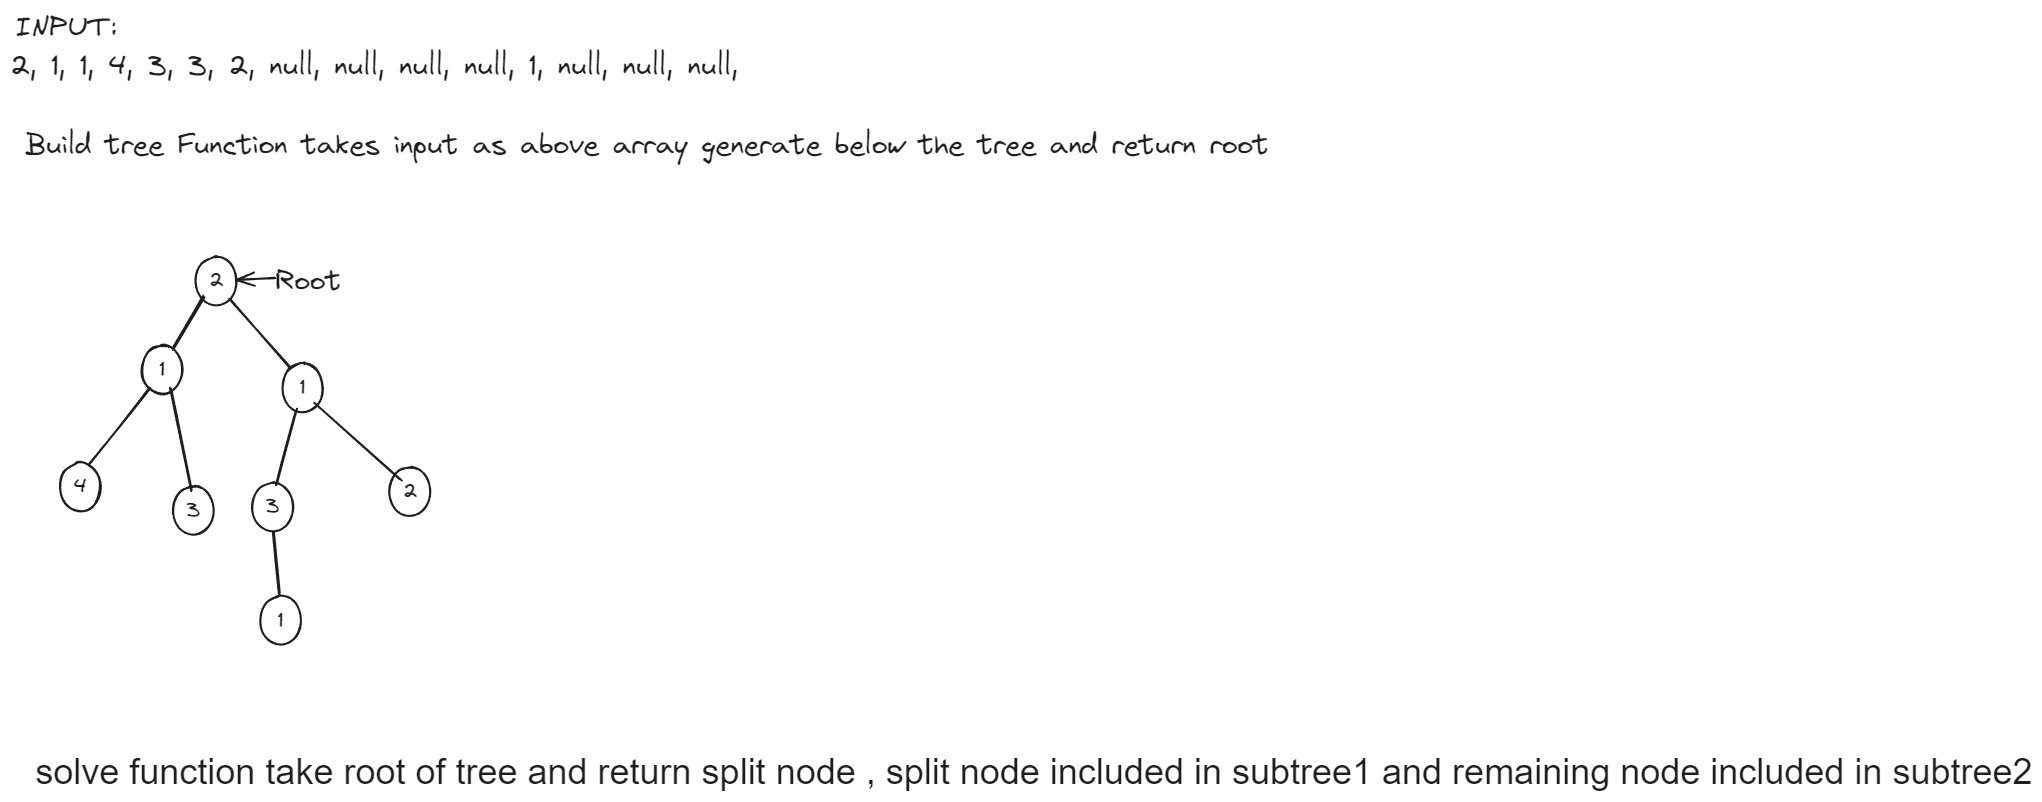 INPUT:
2, 1, 1, 4, 3, 3, 2, null, null, null, null, 1, null, null, null,
Build tree Function takes input as above array generate below the tree and return root
2 Root
1
1
4
3
3
2
1
solve function take root of tree and return split node , split node included in subtree1 and remaining node included in subtree2